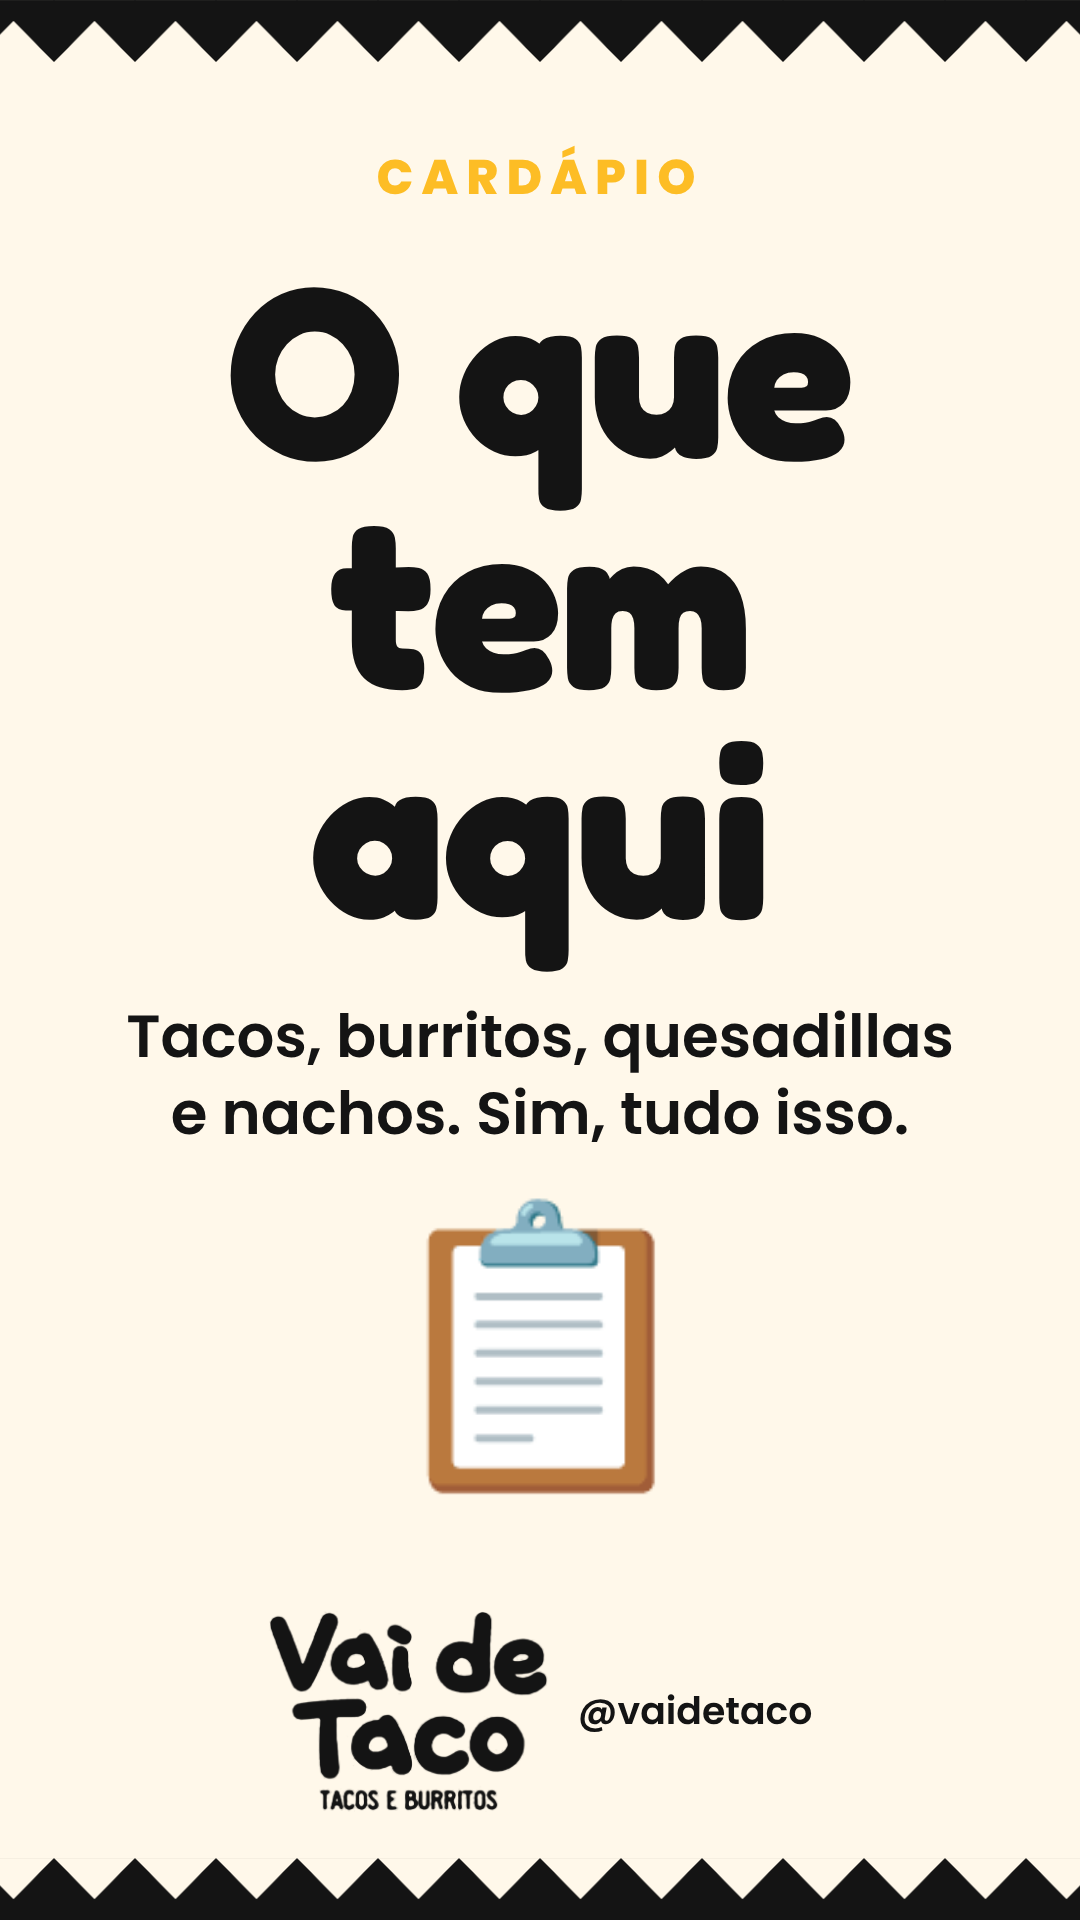 CARDÁPIO
O que
tem
aqui
Tacos, burritos, quesadillas
e nachos. Sim, tudo isso.
Vai de
Taco
TACOS E BURRITOS
@vaidetaco